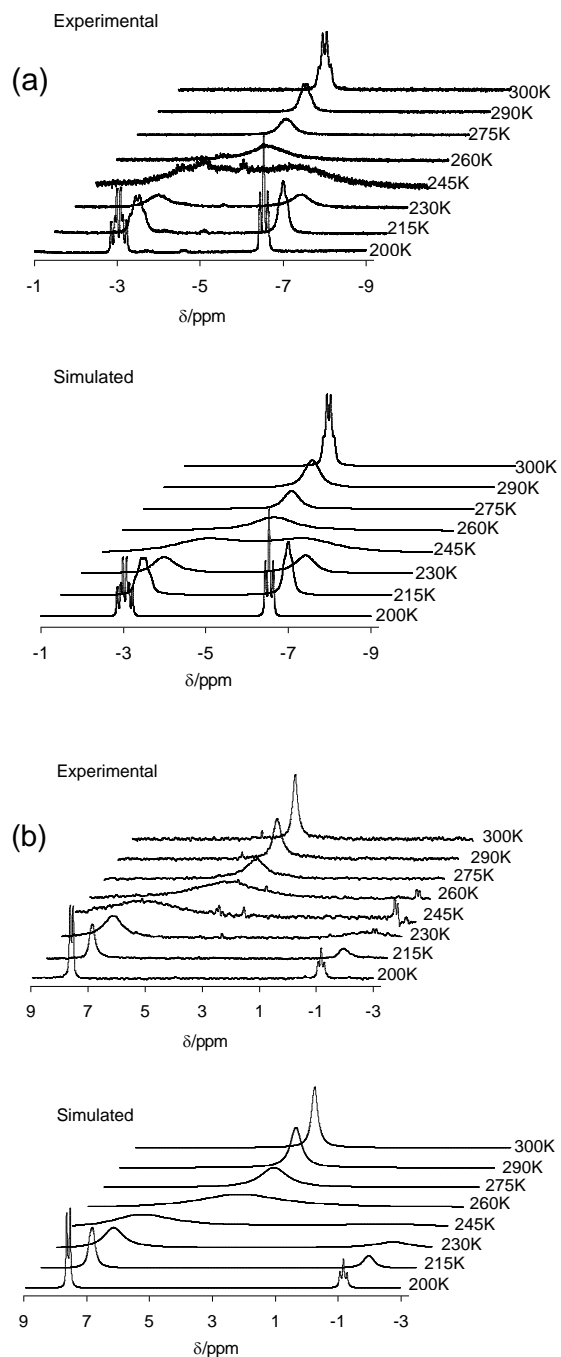 Experimental
(a)
300K
290K
275K
260K
245K
230K
215K
200K
-1 -3 -5 -7 -9
δ/ppm
Simulated
300K
290K
275K
260K
245K
230K
215K
200K
-1 -3 -5 -7 -9
δ/ppm
Experimental
(b)
300K
290K
275K
260K
245K
230K
215K
200K
9 7 5 3 1 -1 -3
δ/ppm
Simulated
300K
290K
275K
260K
245K
230K
215K
200K
9 7 5 3 1 -1 -3
δ/ppm